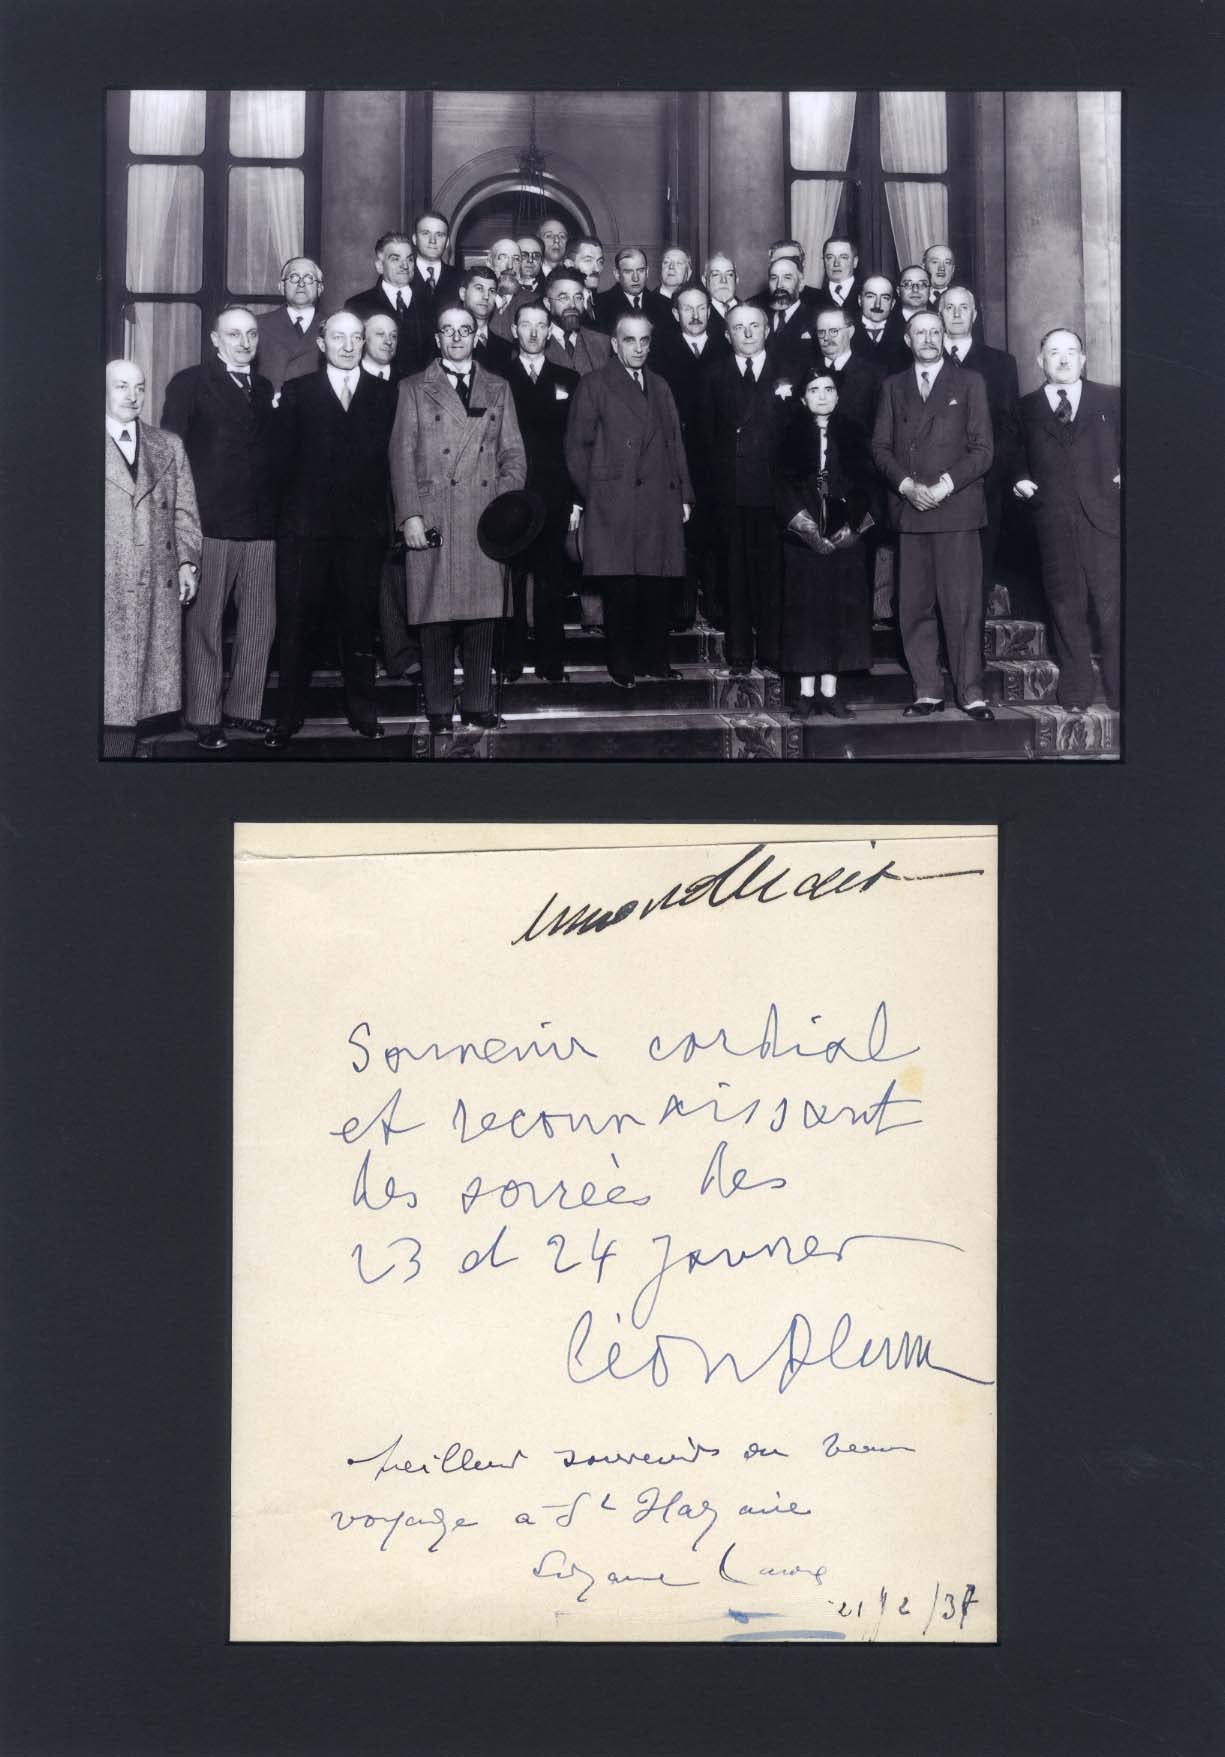 Souvenir cordial
et reconnaissant
des soirées des
23 et 24 janvier
Léon Blum
Meilleurs souvenirs du beau
voyage à St Nazaire
Suzanne
21/2/37